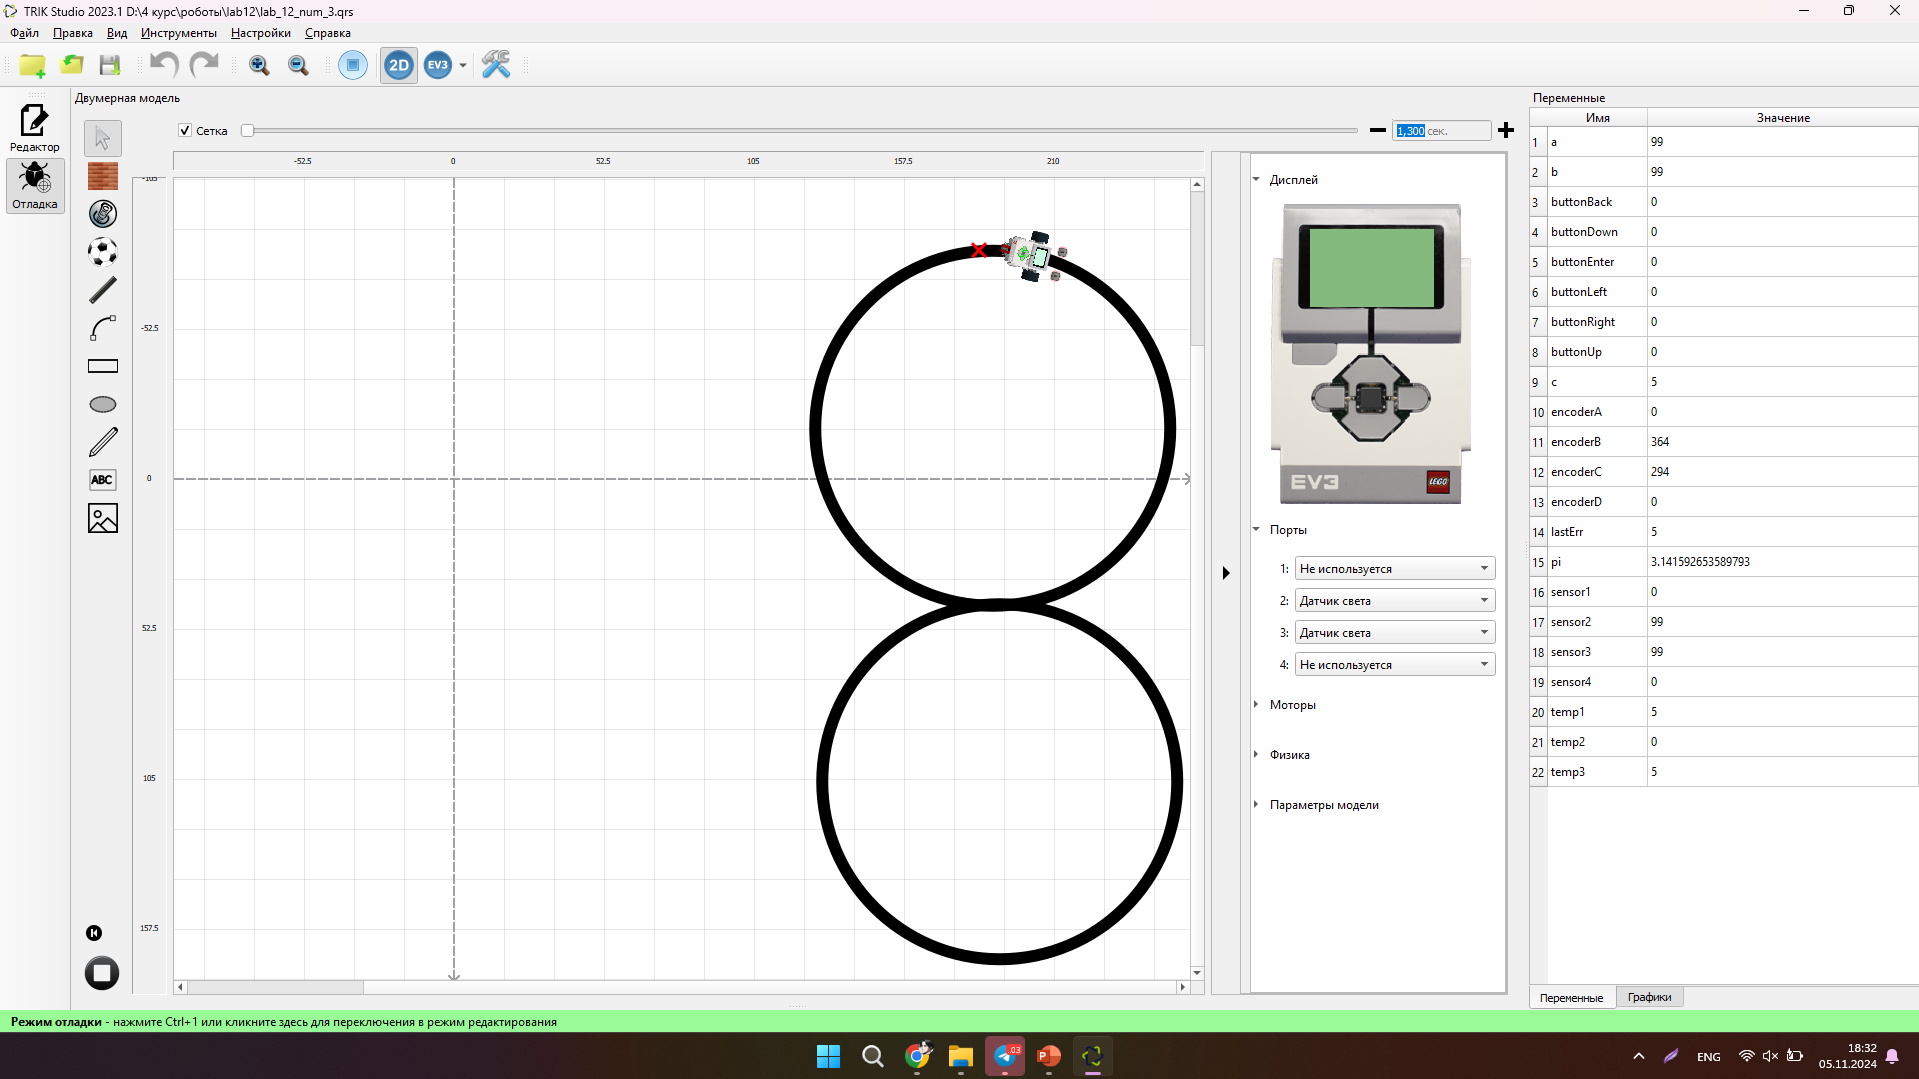 TRIK Studio 2023.1 D:\4 курс\роботы\lab12\lab_12_num_3.qrs
Файл Правка Вид Инструменты Настройки Справка
2D EV3
Редактор
Отладка
Двумерная модель
Сетка
1,300 сек.
-52.5 0 52.5 105 157.5 210
-105
-52.5
0
52.5
105
157.5
ABC
Дисплей
EV3
LEGO
Порты
1: Не используется
2: Датчик света
3: Датчик света
4: Не используется
Моторы
Физика
Параметры модели
Переменные
Имя Значение
1 a 99
2 b 99
3 buttonBack 0
4 buttonDown 0
5 buttonEnter 0
6 buttonLeft 0
7 buttonRight 0
8 buttonUp 0
9 c 5
10 encoderA 0
11 encoderB 364
12 encoderC 294
13 encoderD 0
14 lastErr 5
15 pi 3.141592653589793
16 sensor1 0
17 sensor2 99
18 sensor3 99
19 sensor4 0
20 temp1 5
21 temp2 0
22 temp3 5
Переменные Графики
Режим отладки - нажмите Ctrl+1 или кликните здесь для переключения в режим редактирования
.03
P
ENG
18:32
05.11.2024